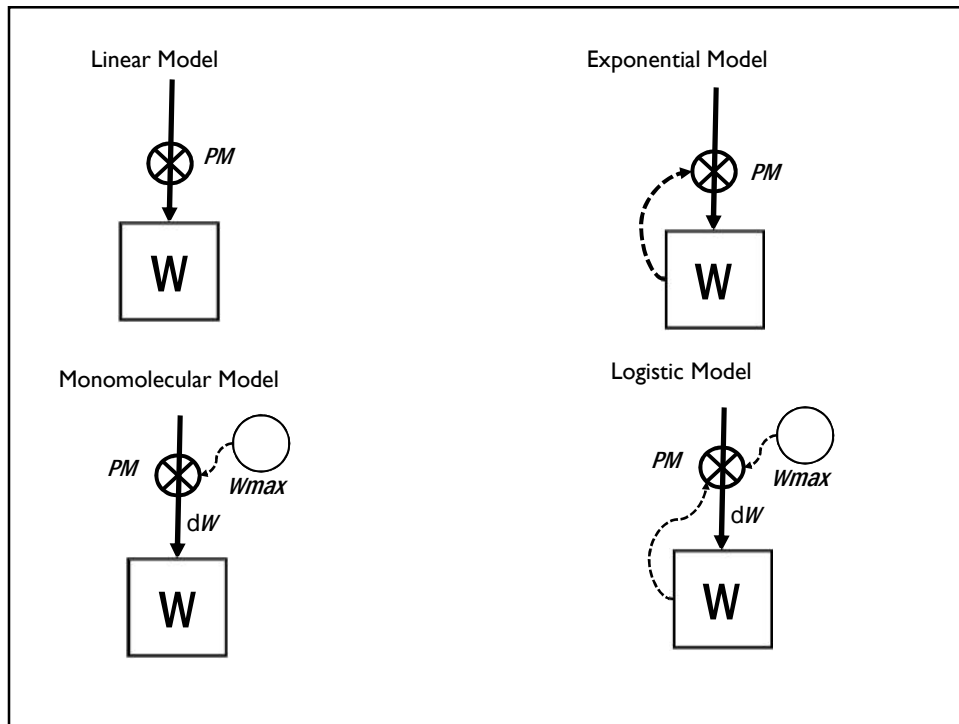 Linear Model
PM
W
Exponential Model
PM
W
Monomolecular Model
PM
Wmax
dW
W
Logistic Model
PM
Wmax
dW
W